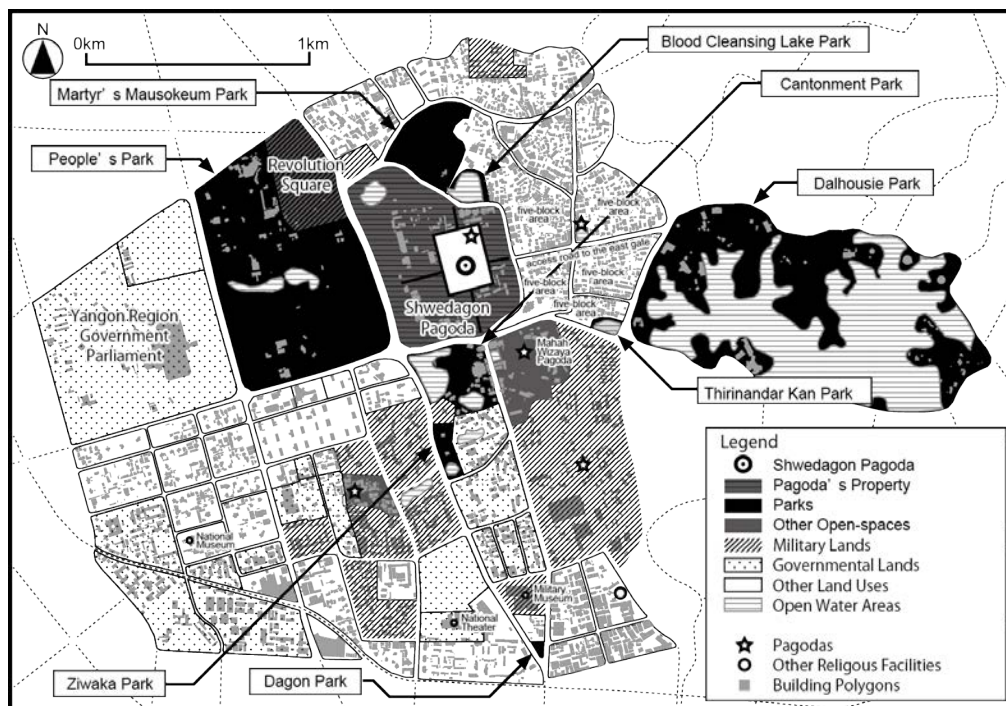 N
0km
1km
Blood Cleansing Lake Park
Cantonment Park
Martyr' s Mausokeum Park
People' s Park
Revolution
Square
Dalhousie Park
five-block
area
five-block
area
access road to the east gate
five-block
area
five-block
area
five-block
area
Shwedagon
Pagoda
Yangon Region
Government
Parliament
Mahah
Wizaya
Pagoda
Thirinandar Kan Park
National
Museum
Military
Museum
National
Theater
Ziwaka Park
Dagon Park
Legend
Shwedagon Pagoda
Pagoda' s Property
Parks
Other Open-spaces
Military Lands
Governmental Lands
Other Land Uses
Open Water Areas
Pagodas
Other Religous Facilities
Building Polygons